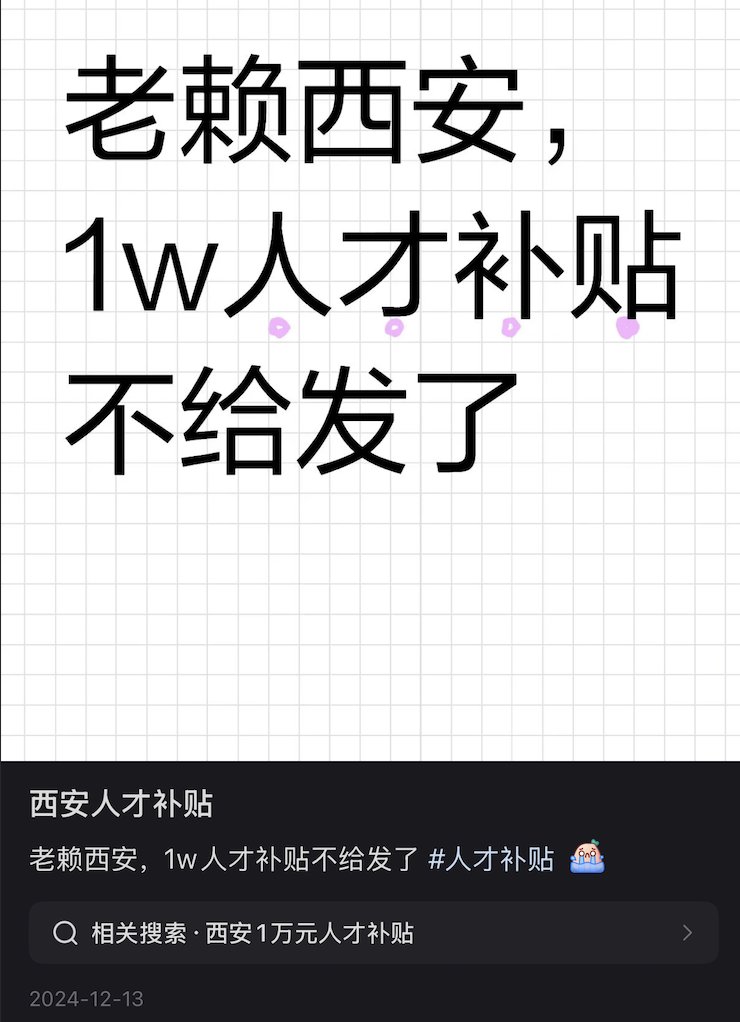 老赖西安，
1w人才补贴
不给发了
西安人才补贴
老赖西安，1w人才补贴不给发了 #人才补贴
相关搜索 · 西安1万元人才补贴
2024-12-13